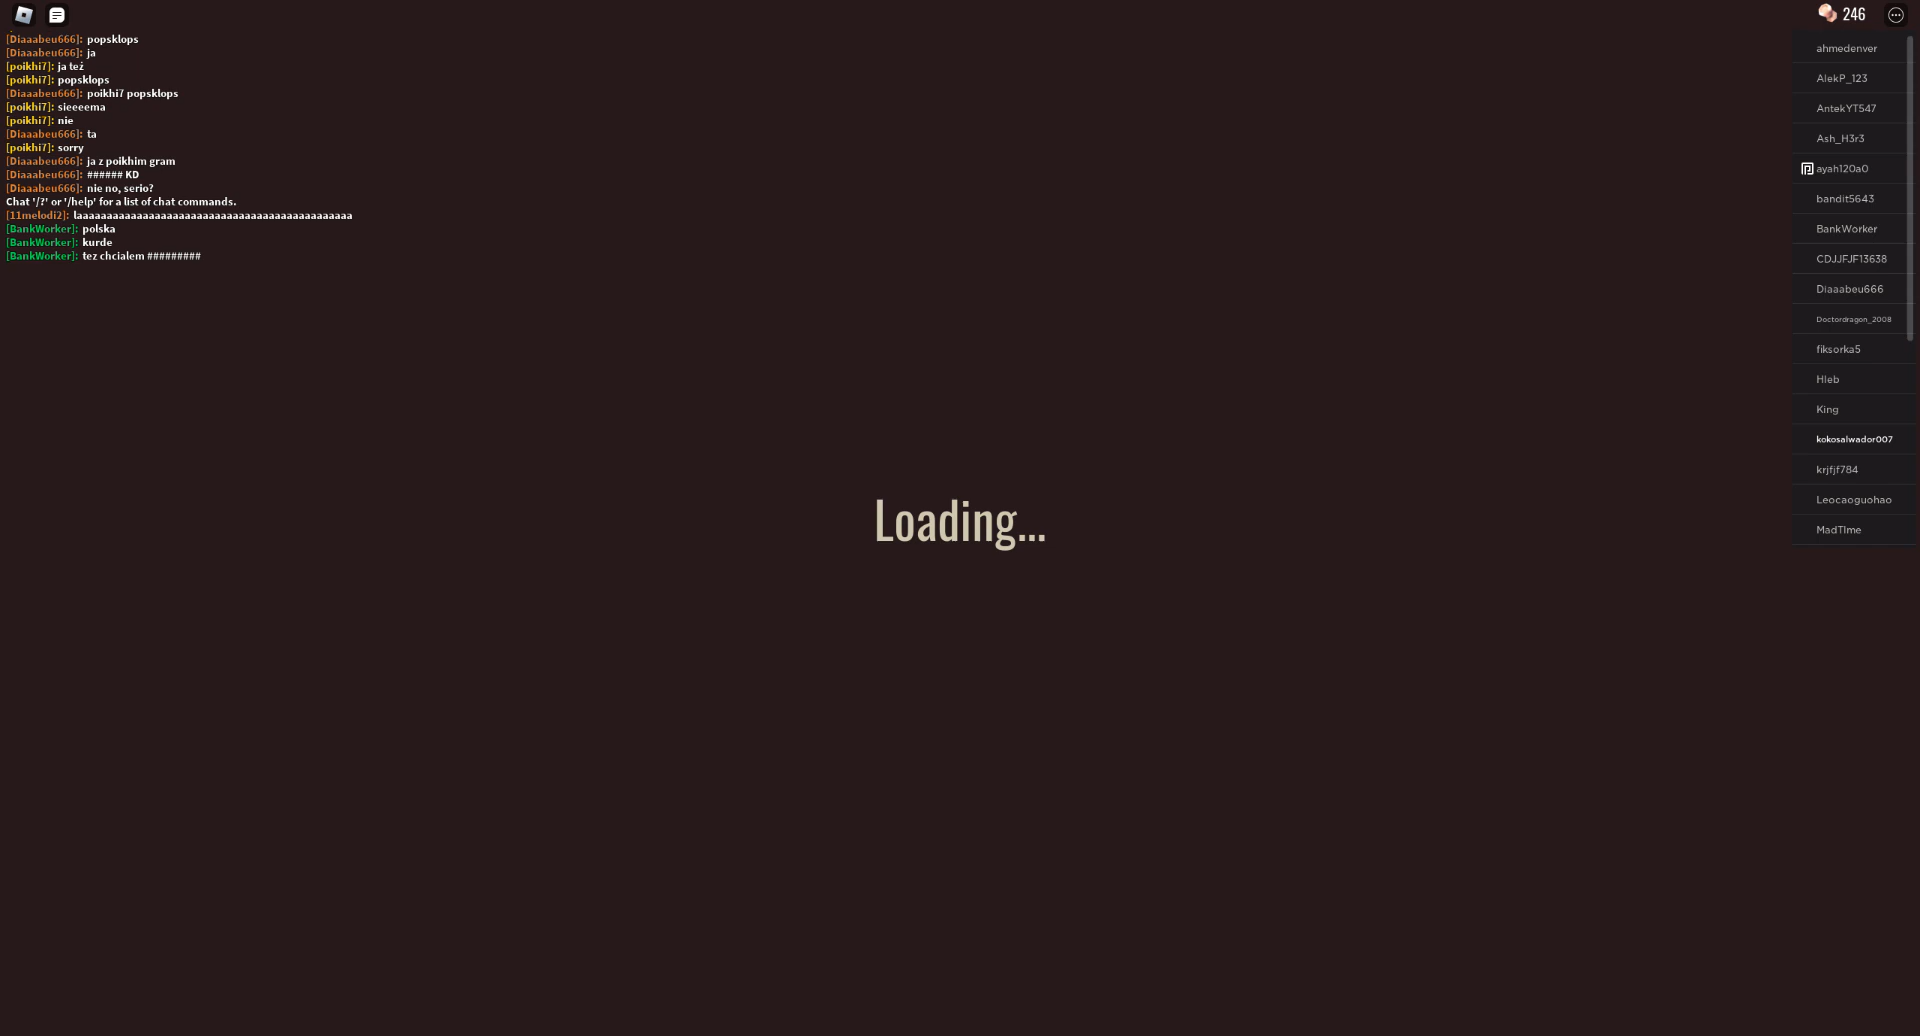 246
[Diaaabeu666]: popsklops
[Diaaabeu666]: ja
[poikhi7]: ja też
[poikhi7]: popsklops
[Diaaabeu666]: poikhi7 popsklops
[poikhi7]: sieeeema
[poikhi7]: nie
[Diaaabeu666]: ta
[poikhi7]: sorry
[Diaaabeu666]: ja z poikhim gram
[Diaaabeu666]: ###### KD
[Diaaabeu666]: nie no, serio?
Chat '/?' or '/help' for a list of chat commands.
[11melodi2]: łaaaaaaaaaaaaaaaaaaaaaaaaaaaaaaaaaaaaaaaaaaaaaa
[BankWorker]: polska
[BankWorker]: kurde
[BankWorker]: tez chcialem #########
ahmedenver
AlekP_123
AntekYT547
Ash_H3r3
ayah120a0
bandit5643
BankWorker
CDJJFJF13638
Diaaabeu666
Doctordragon_2008
fiksorka5
Hleb
King
kokosalwador007
krjfjf784
Leocaoguohao
MadTIme
Loading...